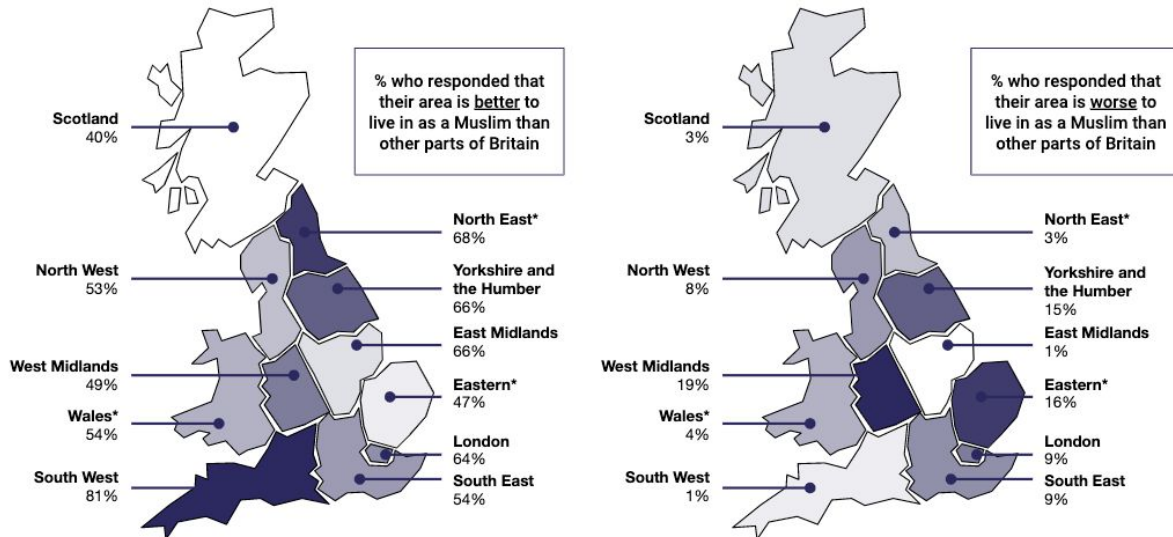 % who responded that
their area is better to
live in as a Muslim than
other parts of Britain
Scotland
40%
North East*
68%
North West
53%
Yorkshire and
the Humber
66%
East Midlands
66%
West Midlands
49%
Eastern*
47%
Wales*
54%
London
64%
South West
81%
South East
54%
% who responded that
their area is worse to
live in as a Muslim than
other parts of Britain
Scotland
3%
North East*
3%
North West
8%
Yorkshire and
the Humber
15%
East Midlands
1%
West Midlands
19%
Eastern*
16%
Wales*
4%
London
9%
South West
1%
South East
9%